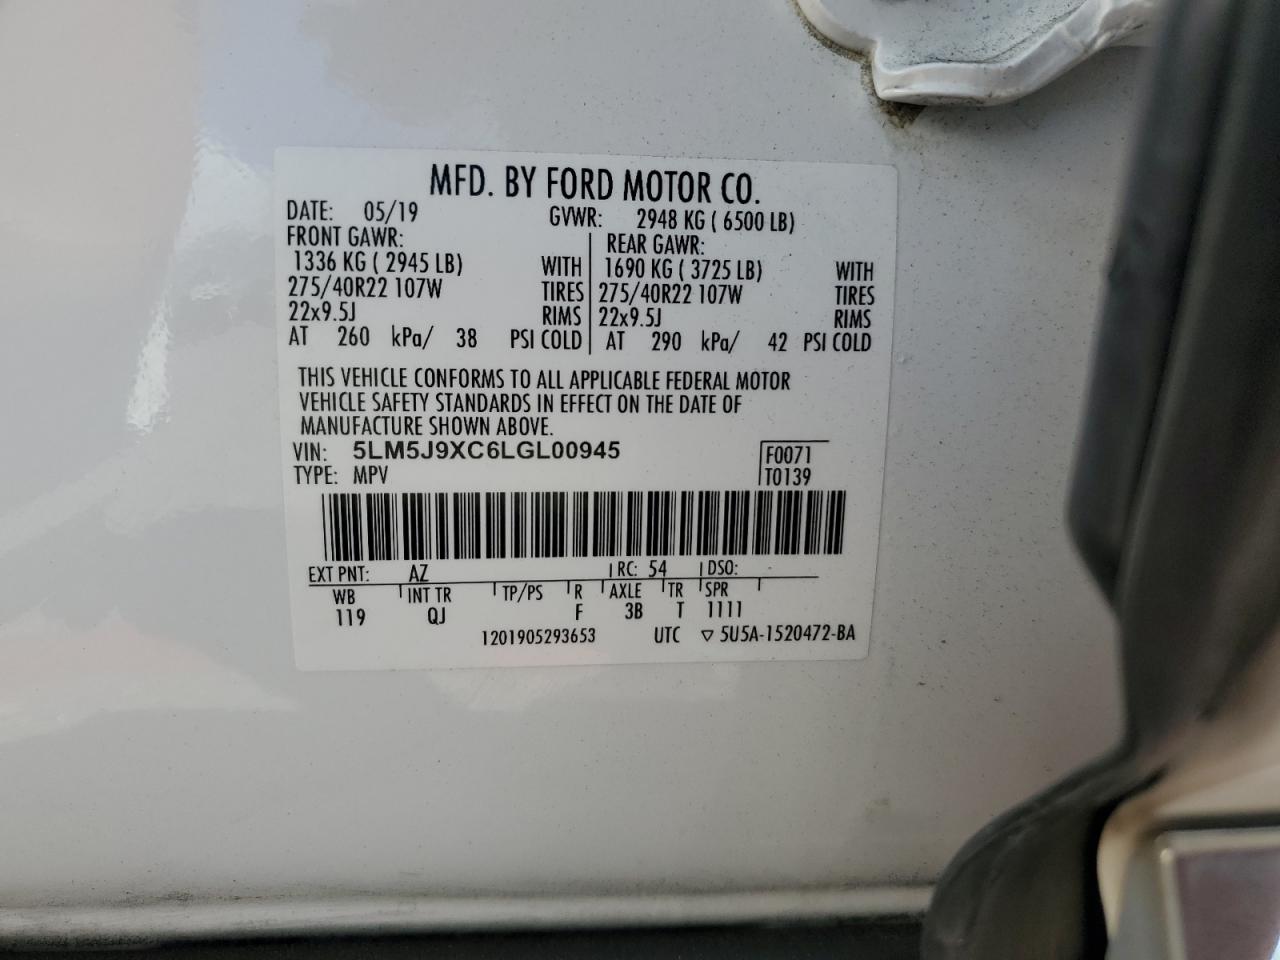 MFD. BY FORD MOTOR CO.
DATE: 05/19 GVWR: 2948 KG ( 6500 LB)
FRONT GAWR: REAR GAWR:
1336 KG ( 2945 LB) WITH 1690 KG ( 3725 LB) WITH
275/40R22 107W TIRES 275/40R22 107W TIRES
22x9.5J RIMS 22x9.5J RIMS
AT 260 kPa/ 38 PSI COLD AT 290 kPa/ 42 PSI COLD
THIS VEHICLE CONFORMS TO ALL APPLICABLE FEDERAL MOTOR
VEHICLE SAFETY STANDARDS IN EFFECT ON THE DATE OF
MANUFACTURE SHOWN ABOVE.
VIN: 5LM5J9XC6LGL00945 F0071
TYPE: MPV T0139
EXT PNT: AZ RC: 54 DSO:
WB INT TR TP/PS R AXLE TR SPR
119 QJ F 3B T 1111
1201905293653 UTC ▽ 5U5A-1520472-BA